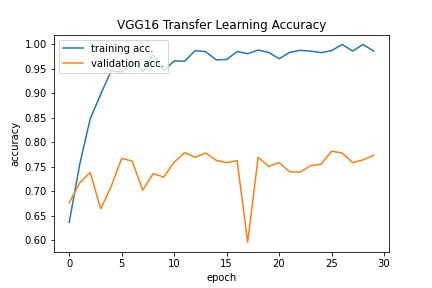 VGG16 Transfer Learning Accuracy
1.00
0.95
0.90
0.85
0.80
0.75
0.70
0.65
0.60
accuracy
training acc.
validation acc.
0 5 10 15 20 25 30
epoch